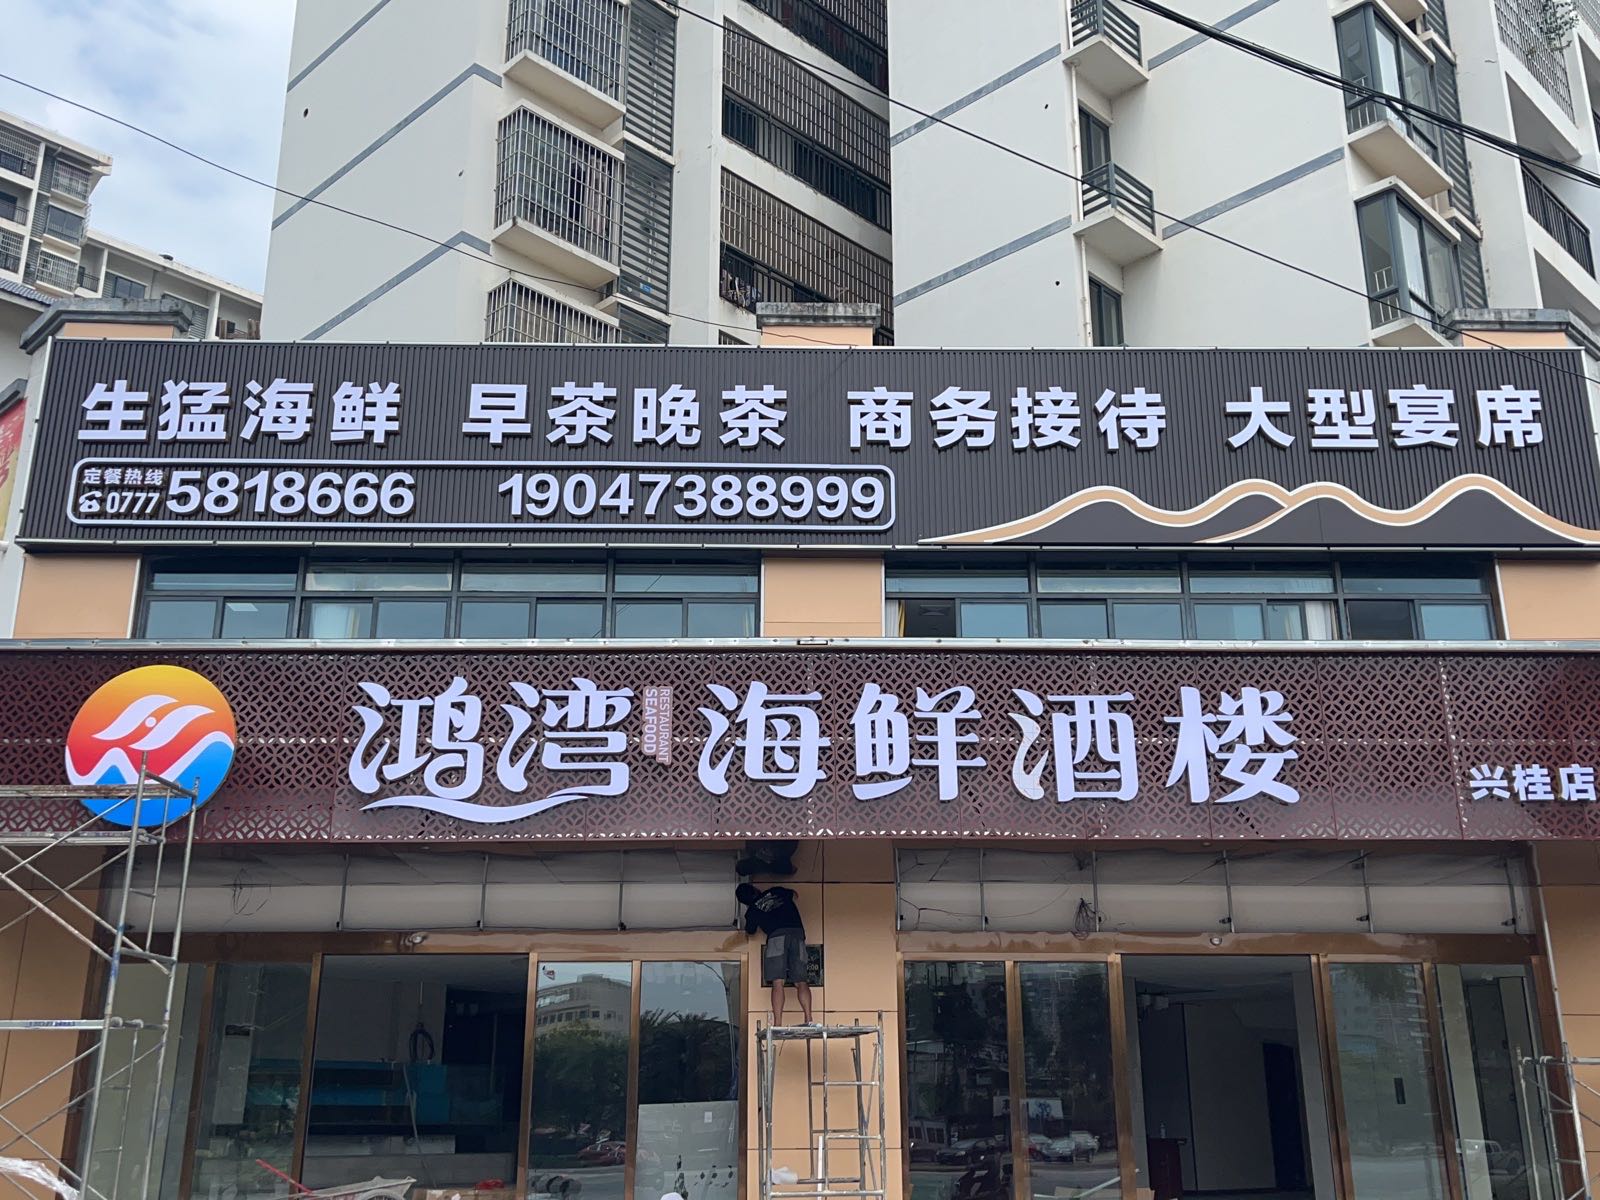 生猛海鲜 早茶晚茶 商务接待 大型宴席
定餐热线
☎0777 5818666 19047388999
鸿湾 海鲜酒楼
SEAFOOD
RESTAURANT
兴桂店